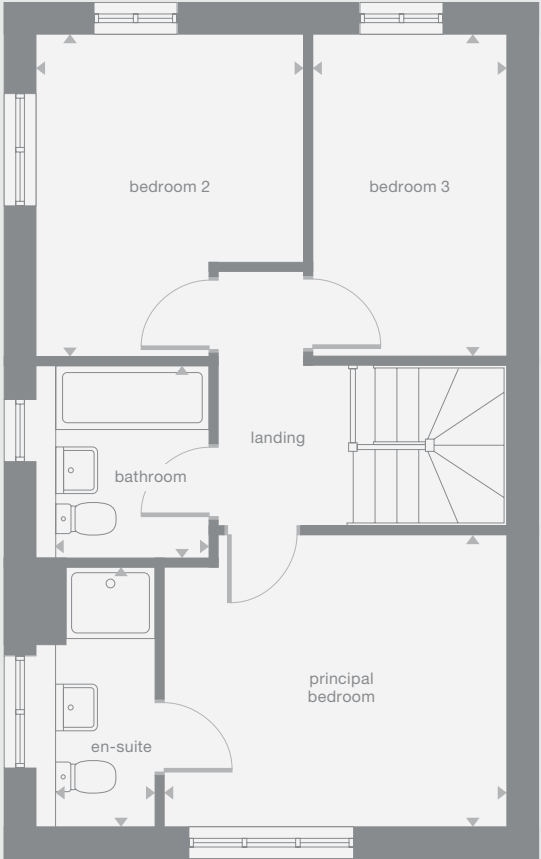 bedroom 2
bedroom 3
landing
bathroom
principal
bedroom
en-suite